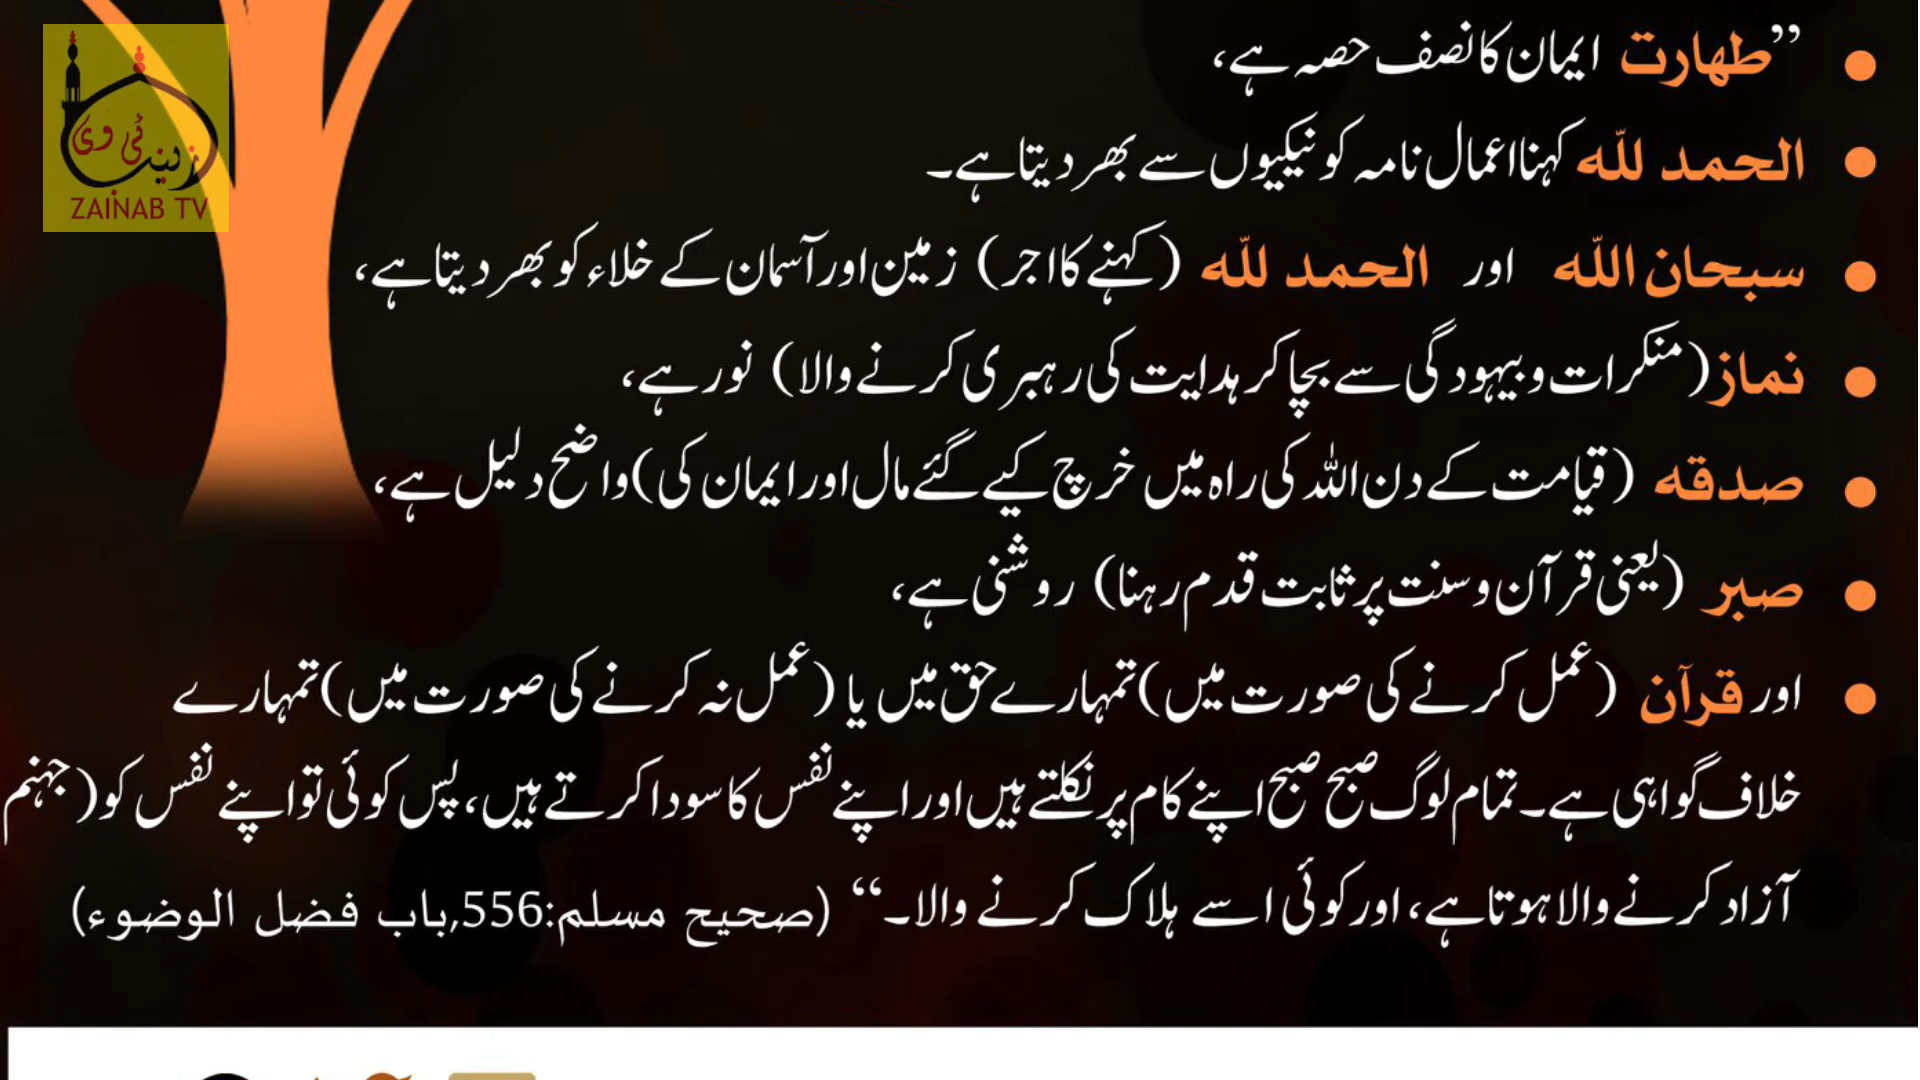 زینب ٹی وی
ZAINAB TV
”طہارت ایمان کا نصف حصہ ہے،
الحمد للّٰہ کہنا اعمال نامہ کو نیکیوں سے بھر دیتا ہے۔
سبحان اللّٰہ اور الحمد للّٰہ (کہنے کا اجر) زمین اور آسمان کے خلاء کو بھر دیتا ہے،
نماز (منکرات و بیہودگی سے بچا کر ہدایت کی رہبری کرنے والا) نور ہے،
صدقہ (قیامت کے دن اللہ کی راہ میں خرچ کیے گئے مال اور ایمان کی) واضح دلیل ہے،
صبر (یعنی قرآن و سنت پر ثابت قدم رہنا) روشنی ہے،
اور قرآن (عمل کرنے کی صورت میں) تمہارے حق میں یا (عمل نہ کرنے کی صورت میں) تمہارے
خلاف گواہی ہے۔ تمام لوگ صبح صبح اپنے کام پر نکلتے ہیں اور اپنے نفس کا سودا کرتے ہیں، پس کوئی تو اپنے نفس کو (جہنم
آزاد کرنے والا ہوتا ہے، اور کوئی اسے ہلاک کرنے والا۔“ (صحیح مسلم:556,باب فضل الوضوء)